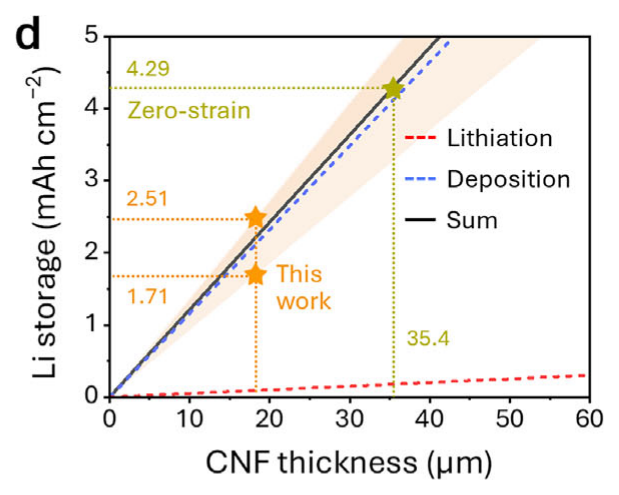 d
5
4
3
2
1
0
Li storage (mAh cm⁻²)
4.29
Zero-strain
2.51
1.71
This
work
35.4
Lithiation
Deposition
Sum
0
10
20
30
40
50
60
CNF thickness (μm)